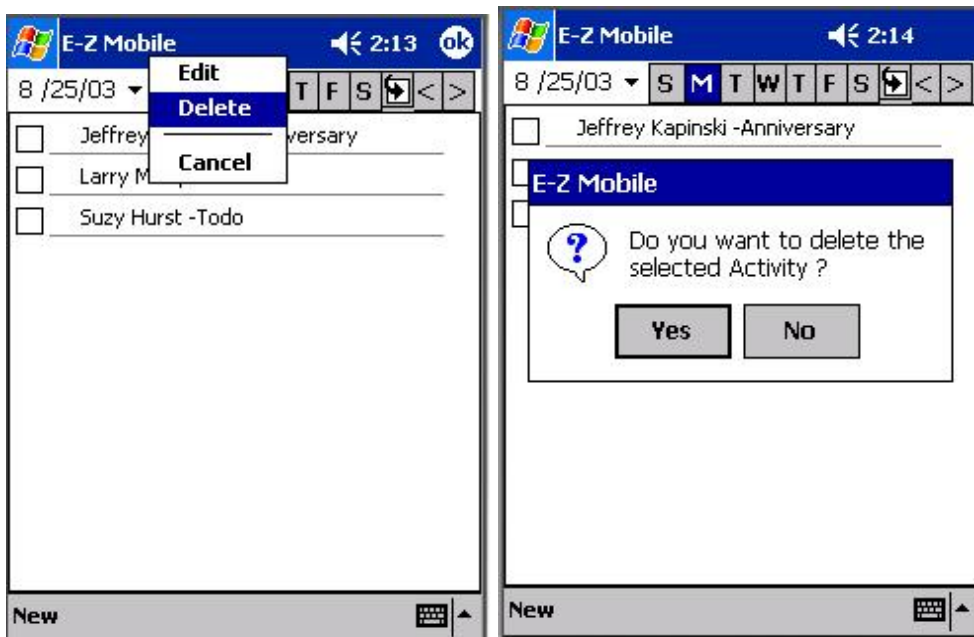 E-Z Mobile 2:13 ok
8 /25/03 T F S < >
Edit
Delete
Cancel
Jeffrey versary
Larry
Suzy Hurst -Todo
New
E-Z Mobile 2:14
8 /25/03 S M T W T F S < >
Jeffrey Kapinski -Anniversary
E-Z Mobile
Do you want to delete the
selected Activity ?
Yes No
New